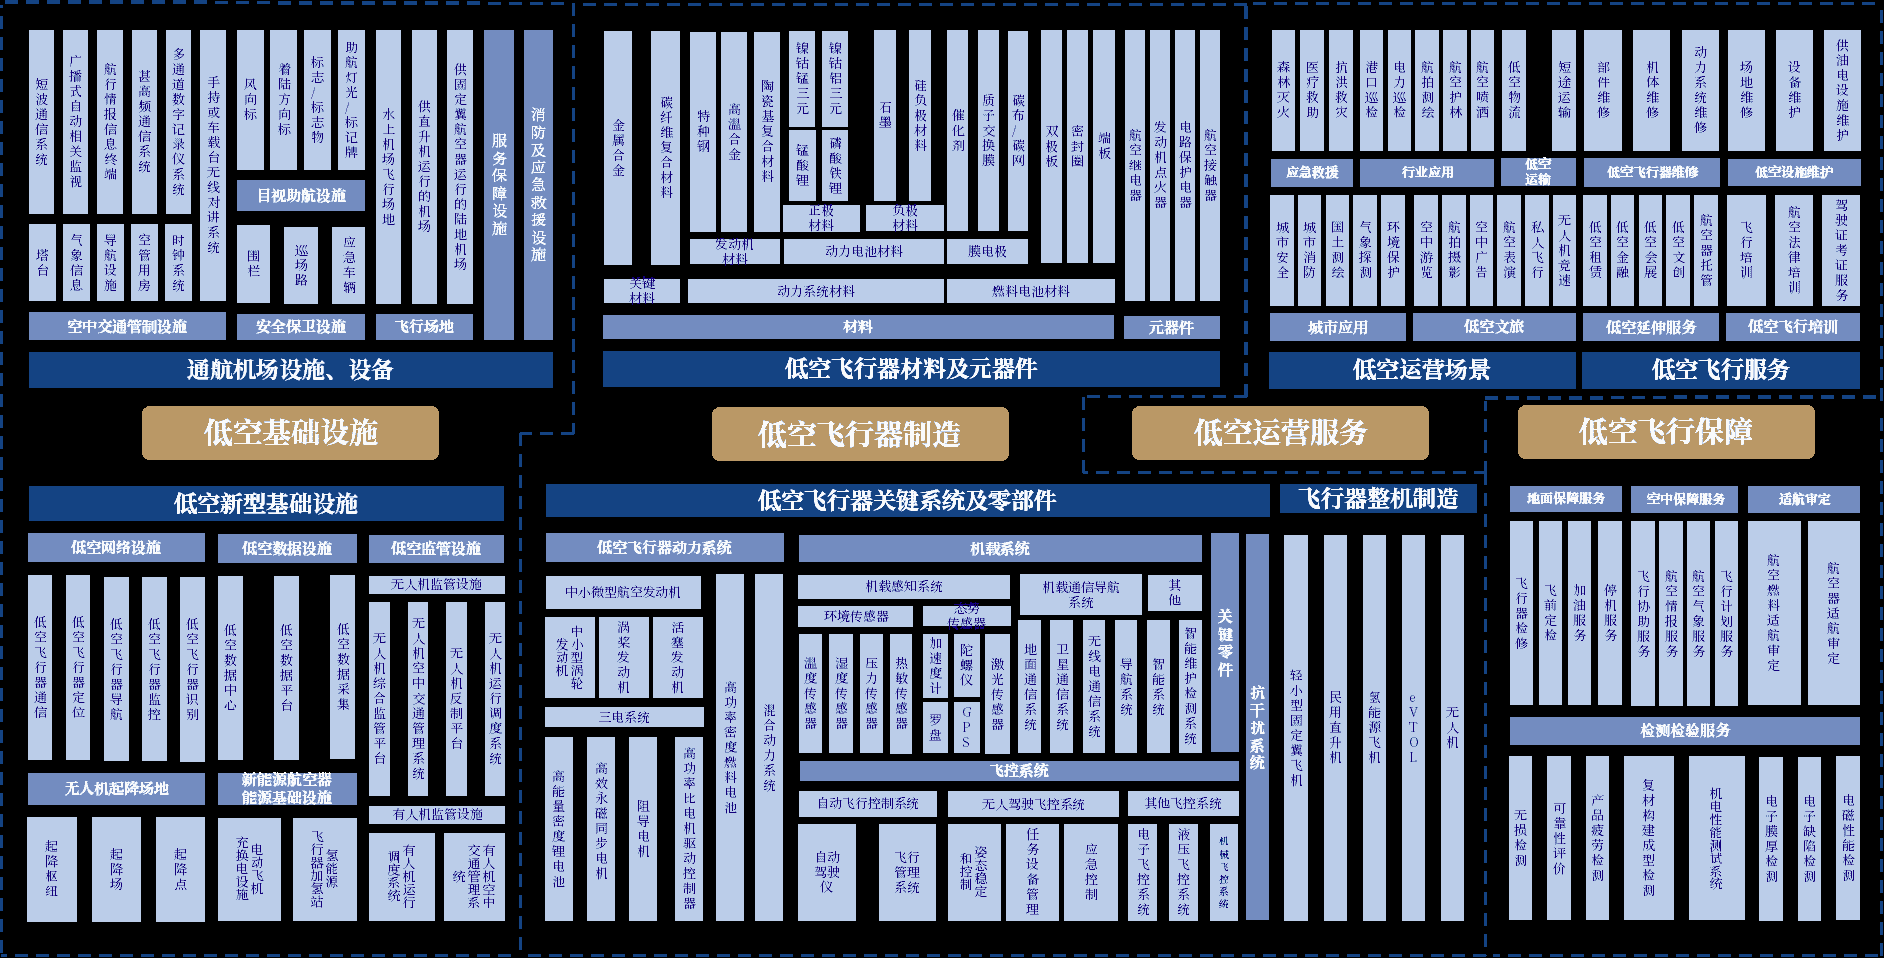 短波通信系统
广播式自动相关监视
航行情报信息终端
甚高频通信系统
多通道数字记录仪系统
手持或车载台无线对讲系统
塔台
气象信息
导航设施
空管用房
时钟系统
空中交通管制设施
风向标
着陆方向标
标志/标志物
助航灯光/标记牌
目视助航设施
围栏
巡场路
应急车辆
安全保卫设施
水上机场飞行场地
供直升机运行的机场
供固定翼航空器运行的陆地机场
飞行场地
服务保障设施
消防及应急救援设施
通航机场设施、设备
低空基础设施
低空新型基础设施
低空网络设施
低空飞行器通信
低空飞行器定位
低空飞行器导航
低空飞行器监控
低空飞行器识别
无人机起降场地
起降枢纽
起降场
起降点
低空数据设施
低空数据中心
低空数据平台
低空数据采集
新能源航空器
能源基础设施
电动飞机
充换电设施
氢能源
飞行器加氢站
低空监管设施
无人机监管设施
无人机综合监管平台
无人机空中交通管理系统
无人机反制平台
无人机运行调度系统
有人机监管设施
有人机运行
调度系统
有人机空中
交通管理系
统
金属合金
碳纤维复合材料
关键
材料
特种钢
高温合金
陶瓷基复合材料
发动机
材料
镍钴锰三元
镍钴铝三元
锰酸锂
磷酸铁锂
正极
材料
石墨
硅负极材料
负极
材料
动力电池材料
动力系统材料
催化剂
质子交换膜
碳布/碳网
膜电极
双极板
密封圈
端板
燃料电池材料
材料
航空继电器
发动机点火器
电路保护电器
航空接触器
元器件
低空飞行器材料及元器件
低空飞行器制造
低空飞行器关键系统及零部件
低空飞行器动力系统
中小微型航空发动机
中小型涡轮
发动机
涡桨发动机
活塞发动机
三电系统
高能量密度锂电池
高效永磁同步电机
阻导电机
高功率比电机驱动控制器
高功率密度燃料电池
混合动力系统
机载系统
机载感知系统
环境传感器
温度传感器
湿度传感器
压力传感器
热敏传感器
态势
传感器
加速度计
陀螺仪
罗盘
GPS
激光传感器
机载通信导航
系统
地面通信系统
卫星通信系统
无线电通信系统
导航系统
其
他
智能系统
智能维护检测系统
飞控系统
自动飞行控制系统
自动
驾驶
仪
飞行
管理
系统
无人驾驶飞控系统
姿态稳定
和控制
任务设备管理
应急控制
其他飞控系统
电子飞控系统
液压飞控系统
机械飞控系统
关键零件
抗干扰系统
飞行器整机制造
轻小型固定翼飞机
民用直升机
氢能源飞机
eVTOL
无人机
森林灭火
医疗救助
抗洪救灾
应急救援
港口巡检
电力巡检
航拍测绘
航空护林
航空喷洒
行业应用
低空物流
短途运输
低空
运输
城市安全
城市消防
国土测绘
气象探测
环境保护
城市应用
空中游览
航拍摄影
空中广告
航空表演
私人飞行
无人机竞速
低空文旅
低空运营场景
部件维修
机体维修
动力系统维修
低空飞行器维修
场地维修
设备维护
供油电设施维护
低空设施维护
低空租赁
低空金融
低空会展
低空文创
航空器托管
低空延伸服务
飞行培训
航空法律培训
驾驶证考证服务
低空飞行培训
低空飞行服务
低空运营服务
低空飞行保障
地面保障服务
飞行器检修
飞前定检
加油服务
停机服务
空中保障服务
飞行协助服务
航空情报服务
航空气象服务
飞行计划服务
适航审定
航空燃料适航审定
航空器适航审定
检测检验服务
无损检测
可靠性评价
产品疲劳检测
复材构建成型检测
机电性能测试系统
电子膜厚检测
电子缺陷检测
电磁性能检测